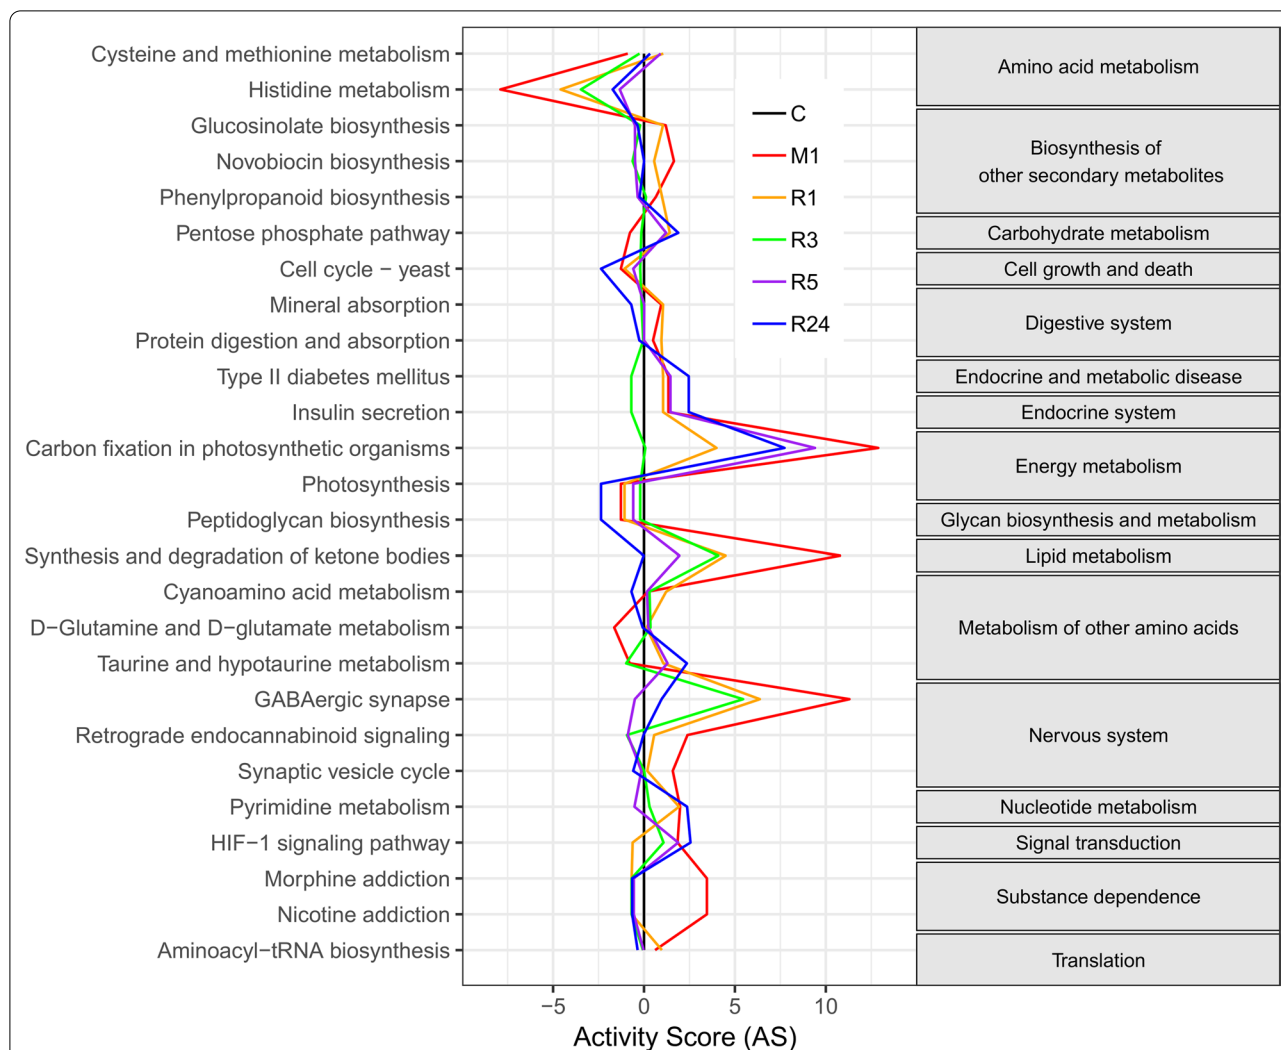 Cysteine and methionine metabolism
Histidine metabolism
Glucosinolate biosynthesis
Novobiocin biosynthesis
Phenylpropanoid biosynthesis
Pentose phosphate pathway
Cell cycle − yeast
Mineral absorption
Protein digestion and absorption
Type II diabetes mellitus
Insulin secretion
Carbon fixation in photosynthetic organisms
Photosynthesis
Peptidoglycan biosynthesis
Synthesis and degradation of ketone bodies
Cyanoamino acid metabolism
D−Glutamine and D−glutamate metabolism
Taurine and hypotaurine metabolism
GABAergic synapse
Retrograde endocannabinoid signaling
Synaptic vesicle cycle
Pyrimidine metabolism
HIF−1 signaling pathway
Morphine addiction
Nicotine addiction
Aminoacyl−tRNA biosynthesis
C
M1
R1
R3
R5
R24
Amino acid metabolism
Biosynthesis of
other secondary metabolites
Carbohydrate metabolism
Cell growth and death
Digestive system
Endocrine and metabolic disease
Endocrine system
Energy metabolism
Glycan biosynthesis and metabolism
Lipid metabolism
Metabolism of other amino acids
Nervous system
Nucleotide metabolism
Signal transduction
Substance dependence
Translation
−5 0 5 10
Activity Score (AS)